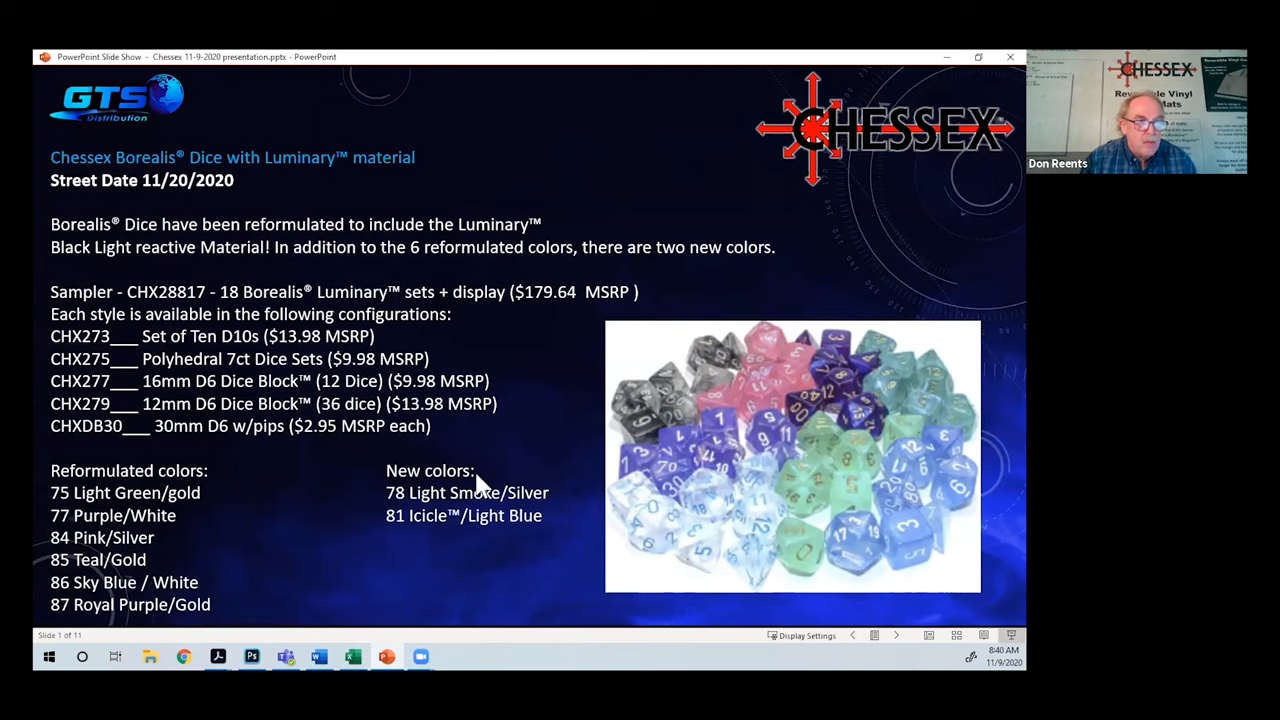 PowerPoint Slide Show - Chessex 11-9-2020 presentation.pptx - PowerPoint
GTS
Distribution
CHESSEX
Chessex Borealis® Dice with Luminary™ material
Street Date 11/20/2020
Borealis® Dice have been reformulated to include the Luminary™
Black Light reactive Material! In addition to the 6 reformulated colors, there are two new colors.
Sampler - CHX28817 - 18 Borealis® Luminary™ sets + display ($179.64 MSRP )
Each style is available in the following configurations:
CHX273___ Set of Ten D10s ($13.98 MSRP)
CHX275___ Polyhedral 7ct Dice Sets ($9.98 MSRP)
CHX277___ 16mm D6 Dice Block™ (12 Dice) ($9.98 MSRP)
CHX279___ 12mm D6 Dice Block™ (36 dice) ($13.98 MSRP)
CHXDB30___ 30mm D6 w/pips ($2.95 MSRP each)
Reformulated colors:
75 Light Green/gold
77 Purple/White
84 Pink/Silver
85 Teal/Gold
86 Sky Blue / White
87 Royal Purple/Gold
New colors:
78 Light Smoke/Silver
81 Icicle™/Light Blue
Slide 1 of 11
Display Settings
8:40 AM
11/9/2020
CHESSEX
Don Reents